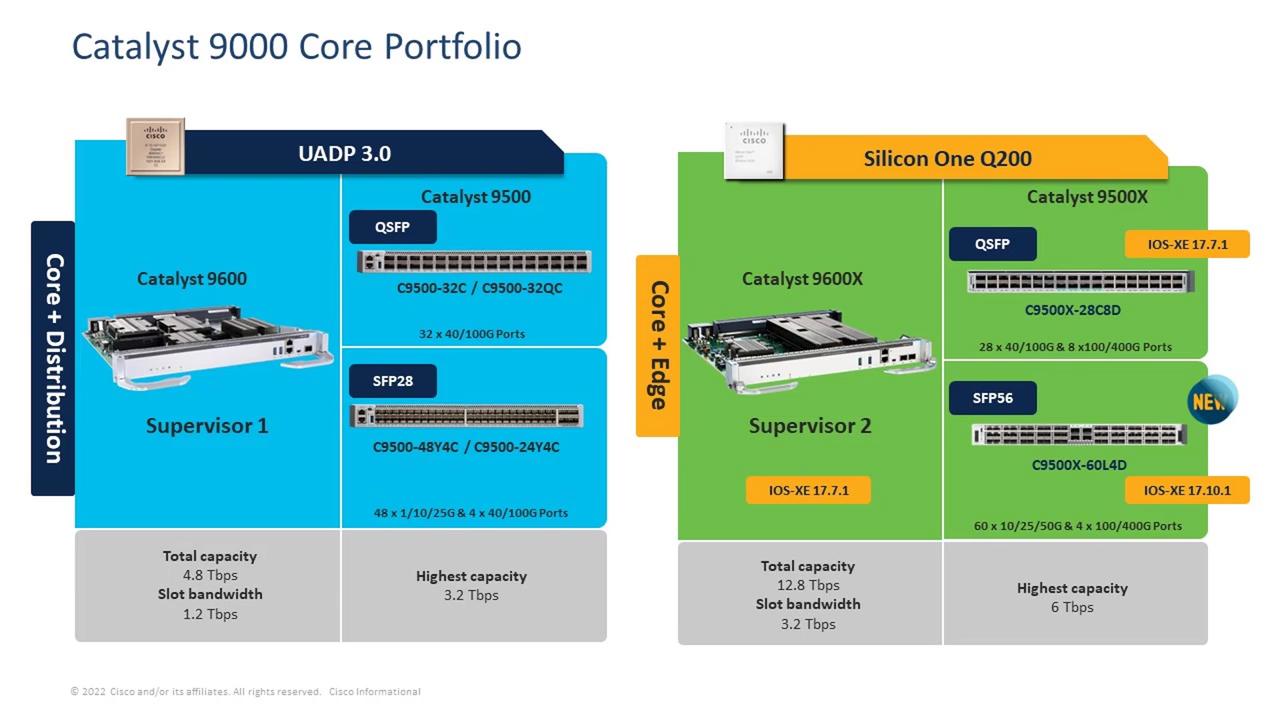 Catalyst 9000 Core Portfolio
CISCO
UADP 3.0
Core + Distribution
Catalyst 9600
Supervisor 1
Catalyst 9500
QSFP
C9500-32C / C9500-32QC
32 x 40/100G Ports
SFP28
C9500-48Y4C / C9500-24Y4C
48 x 1/10/25G & 4 x 40/100G Ports
Total capacity
4.8 Tbps
Slot bandwidth
1.2 Tbps
Highest capacity
3.2 Tbps
CISCO
Silicon One Q200
Core + Edge
Catalyst 9600X
Supervisor 2
IOS-XE 17.7.1
Catalyst 9500X
QSFP
IOS-XE 17.7.1
C9500X-28C8D
28 x 40/100G & 8 x100/400G Ports
SFP56
NEW
C9500X-60L4D
IOS-XE 17.10.1
60 x 10/25/50G & 4 x 100/400G Ports
Total capacity
12.8 Tbps
Slot bandwidth
3.2 Tbps
Highest capacity
6 Tbps
© 2022 Cisco and/or its affiliates. All rights reserved. Cisco Informational